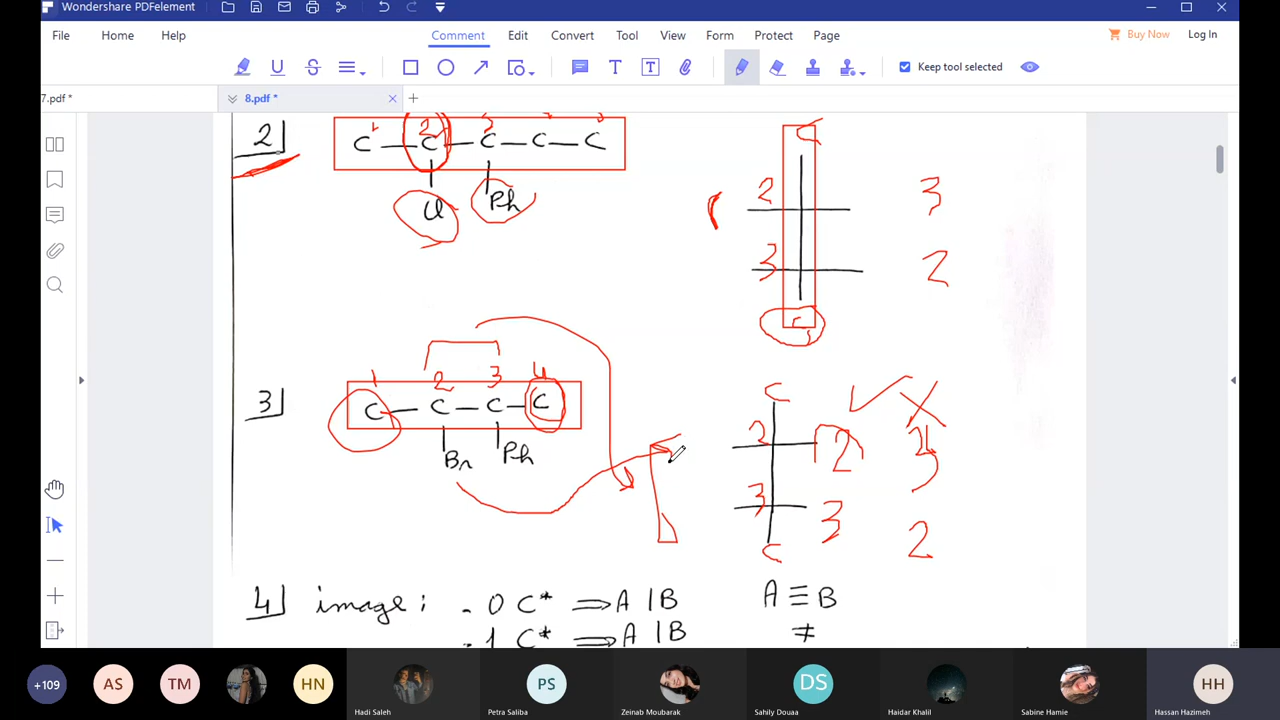 Wondershare PDFelement
File Home Help Comment Edit Convert Tool View Form Protect Page Buy Now Log In
Keep tool selected
7.pdf * 8.pdf *
2]
C — C — C — C — C
2 3
Cl Ph
C
2 3
3 2
C
3]
1 2 3 4
C — C — C — C
Br Ph
C
2 2
3 3 2
C
4] image : - 0 C* ⇒ A | B A ≡ B
- 1 C* ⇒ A | B ≠
+109 AS TM HN PS DS HH
Hadi Saleh Petra Saliba Zeinab Moubarak Sahily Douaa Haidar Khalil Sabine Hamie Hassan Hazimeh